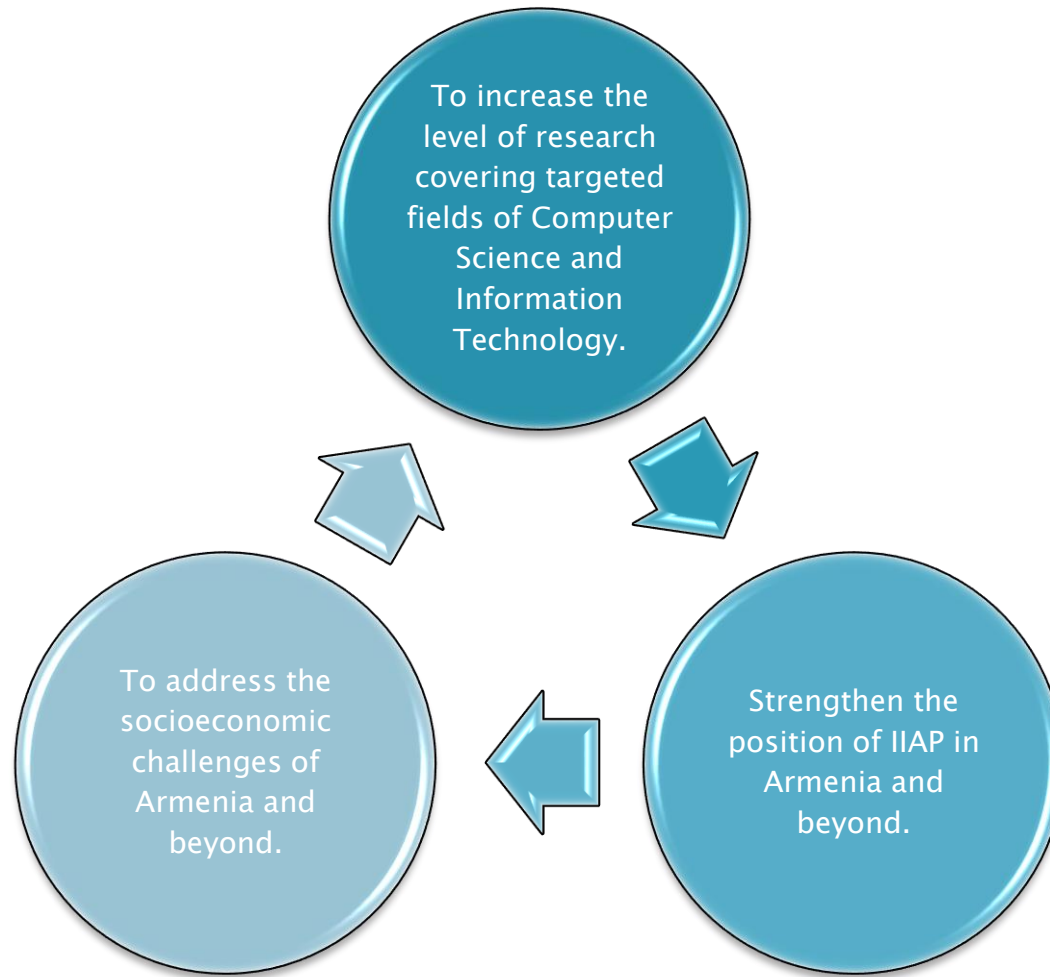 To increase the
level of research
covering targeted
fields of Computer
Science and
Information
Technology.
Strengthen the
position of IIAP in
Armenia and
beyond.
To address the
socioeconomic
challenges of
Armenia and
beyond.